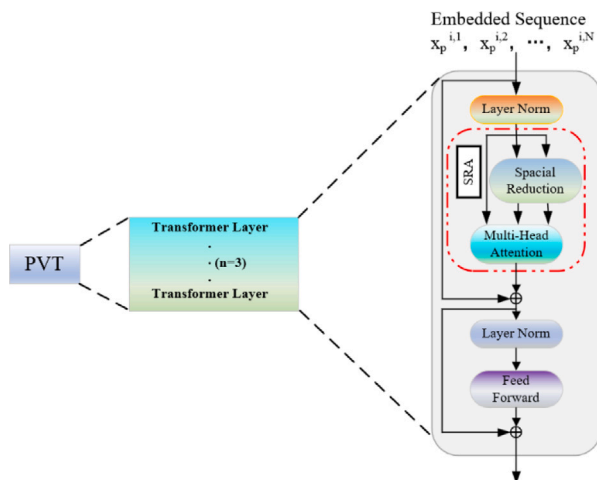 Embedded Sequence
x_p^{i,1}, x_p^{i,2}, ..., x_p^{i,N}
Layer Norm
SRA
Spacial
Reduction
Multi-Head
Attention
Layer Norm
Feed
Forward
PVT
Transformer Layer
.
. (n=3)
.
Transformer Layer